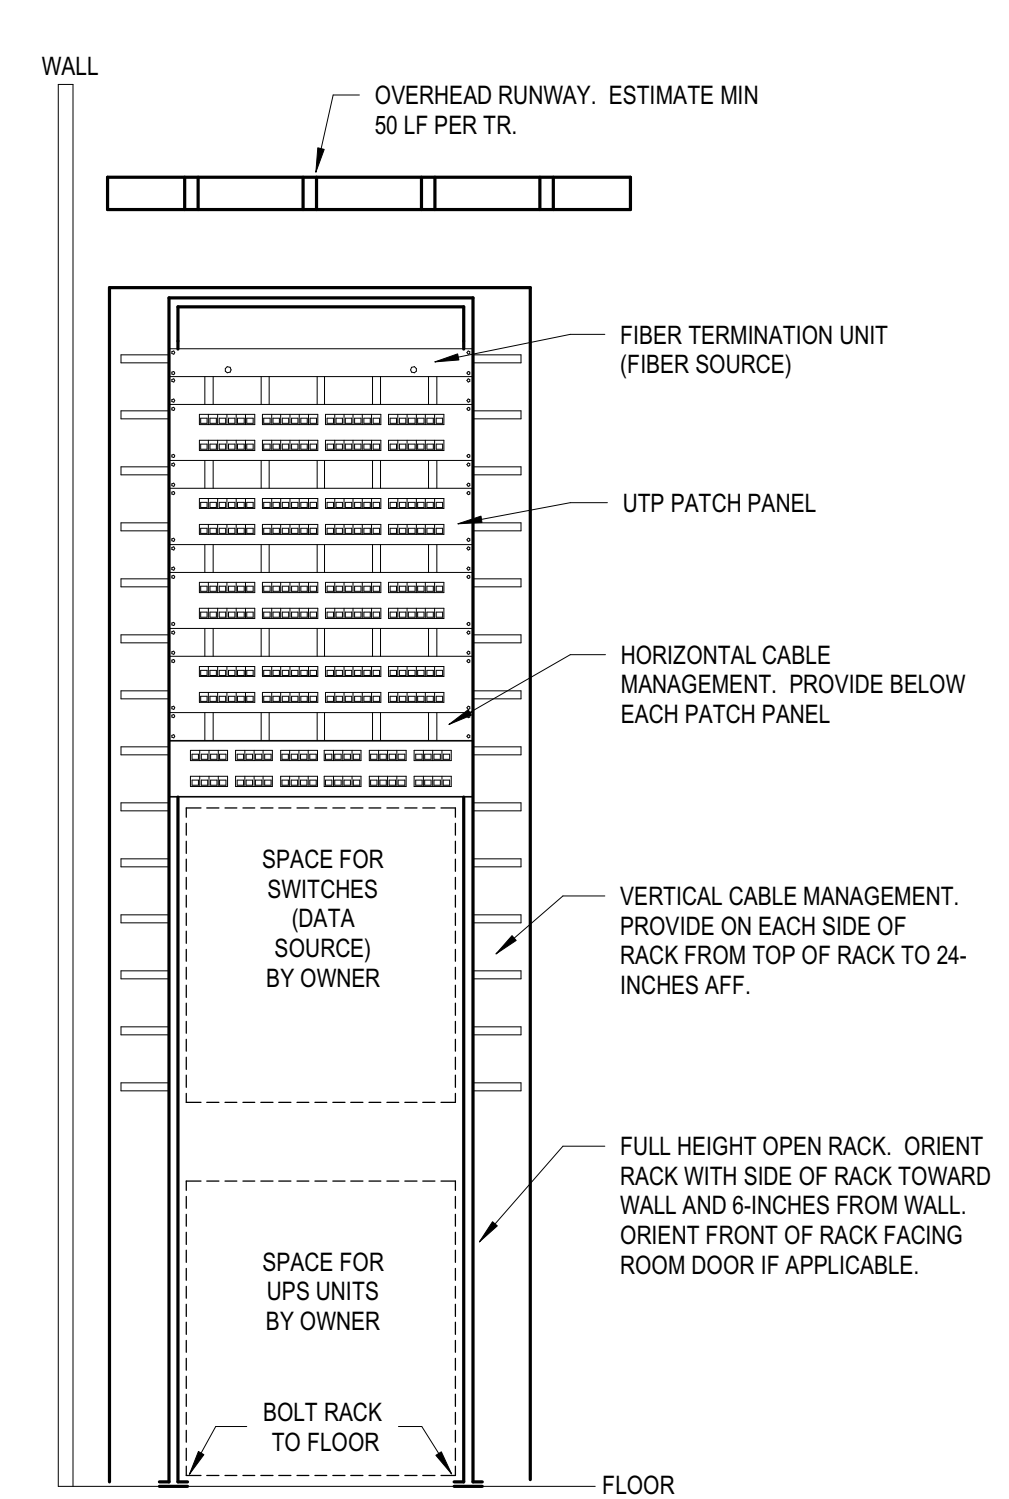 WALL
OVERHEAD RUNWAY.  ESTIMATE MIN
50 LF PER TR.
FIBER TERMINATION UNIT
(FIBER SOURCE)
UTP PATCH PANEL
HORIZONTAL CABLE
MANAGEMENT.  PROVIDE BELOW
EACH PATCH PANEL
SPACE FOR
SWITCHES
(DATA
SOURCE)
BY OWNER
VERTICAL CABLE MANAGEMENT.
PROVIDE ON EACH SIDE OF
RACK FROM TOP OF RACK TO 24-
INCHES AFF.
FULL HEIGHT OPEN RACK.  ORIENT
RACK WITH SIDE OF RACK TOWARD
WALL AND 6-INCHES FROM WALL.
ORIENT FRONT OF RACK FACING
ROOM DOOR IF APPLICABLE.
SPACE FOR
UPS UNITS
BY OWNER
BOLT RACK
TO FLOOR
FLOOR